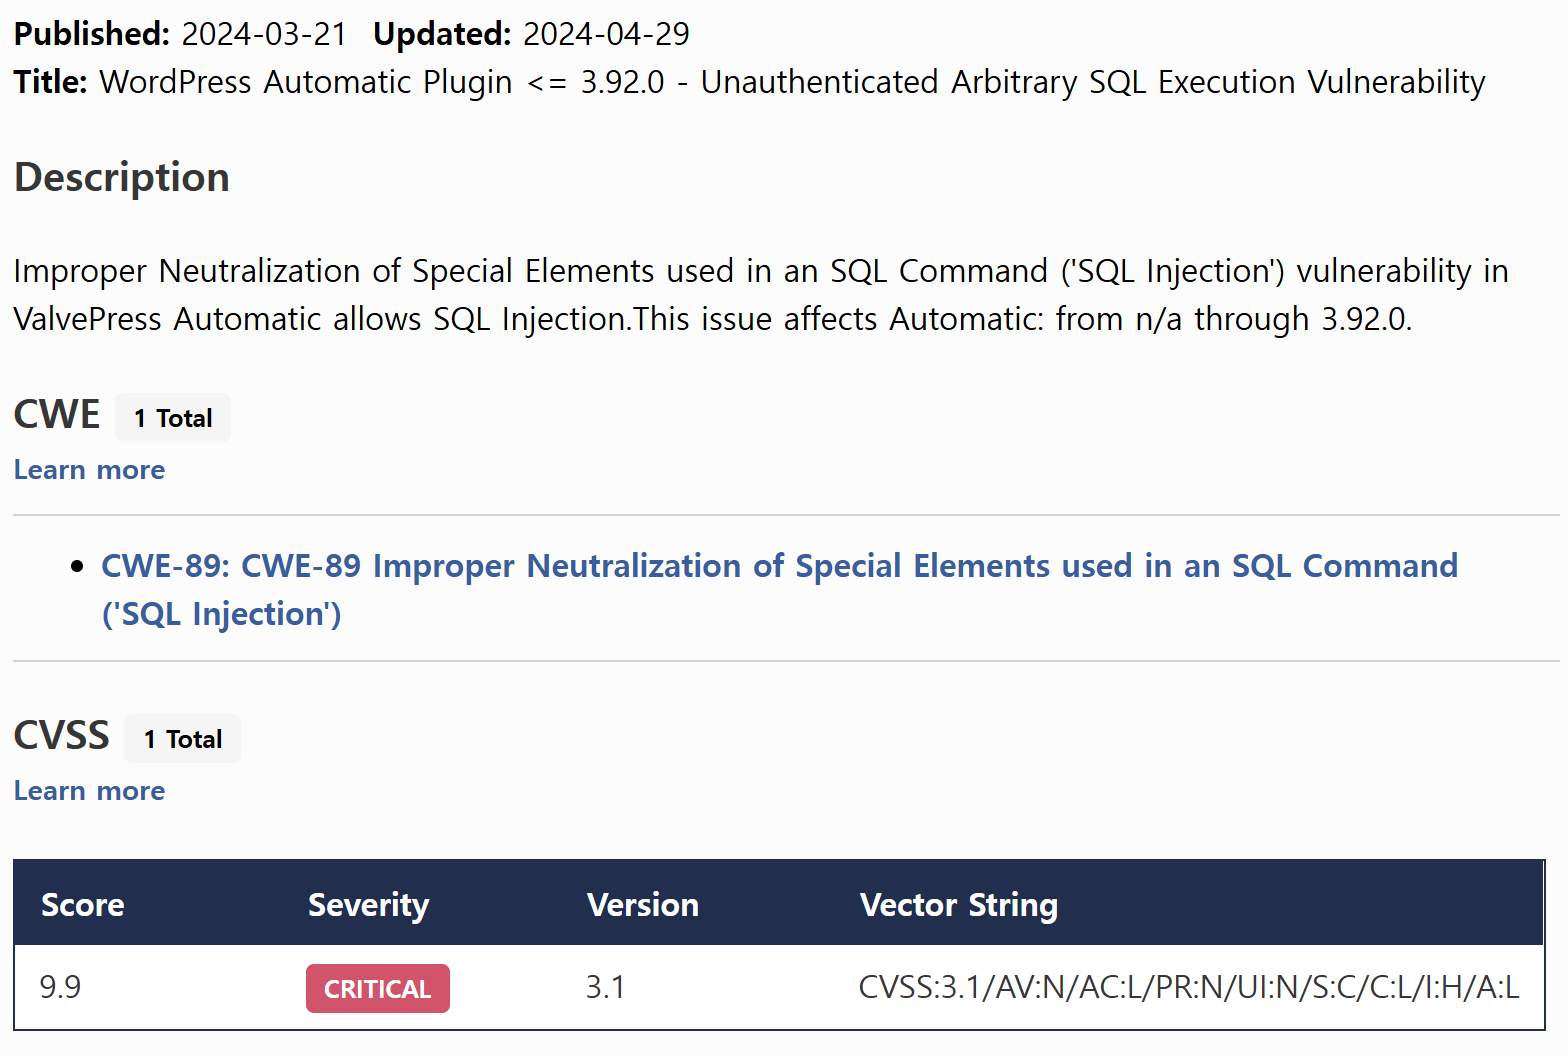 Published: 2024-03-21 Updated: 2024-04-29
Title: WordPress Automatic Plugin <= 3.92.0 - Unauthenticated Arbitrary SQL Execution Vulnerability
Description
Improper Neutralization of Special Elements used in an SQL Command ('SQL Injection') vulnerability in
ValvePress Automatic allows SQL Injection.This issue affects Automatic: from n/a through 3.92.0.
CWE 1 Total
Learn more
• CWE-89: CWE-89 Improper Neutralization of Special Elements used in an SQL Command
('SQL Injection')
CVSS 1 Total
Learn more
Score Severity Version Vector String
9.9 CRITICAL 3.1 CVSS:3.1/AV:N/AC:L/PR:N/UI:N/S:C/C:L/I:H/A:L